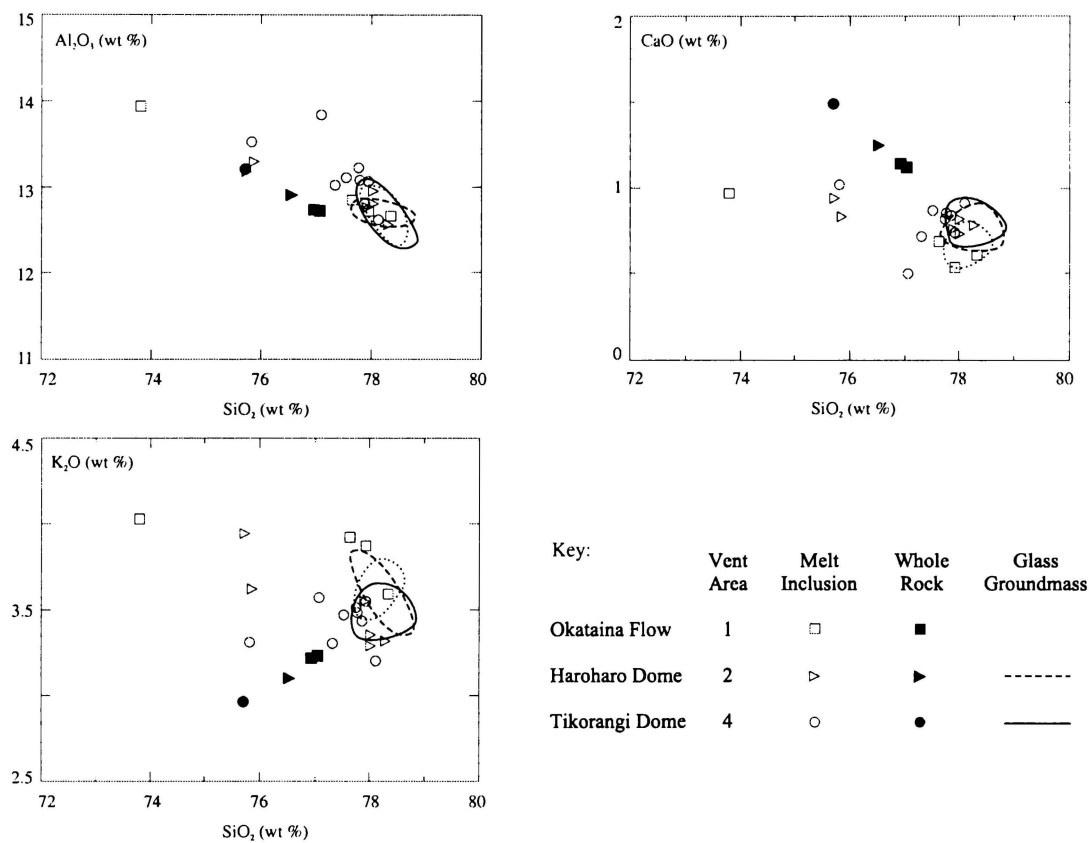 15
14
13
12
11
Al₂O₃ (wt %)
72 74 76 78 80
SiO₂ (wt %)
2
1
0
CaO (wt %)
72 74 76 78 80
SiO₂ (wt %)
4.5
3.5
2.5
K₂O (wt %)
72 74 76 78 80
SiO₂ (wt %)
Key:
Vent Area
Melt Inclusion
Whole Rock
Glass Groundmass
Okataina Flow 1
Haroharo Dome 2
Tikorangi Dome 4